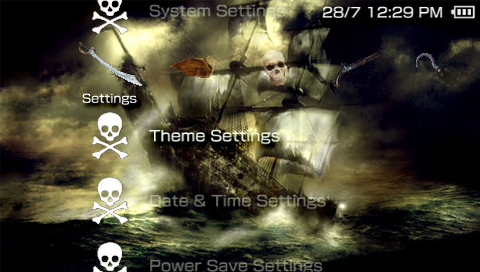 System Settings
28/7 12:29 PM
Settings
Theme Settings
Date & Time Settings
Power Save Settings